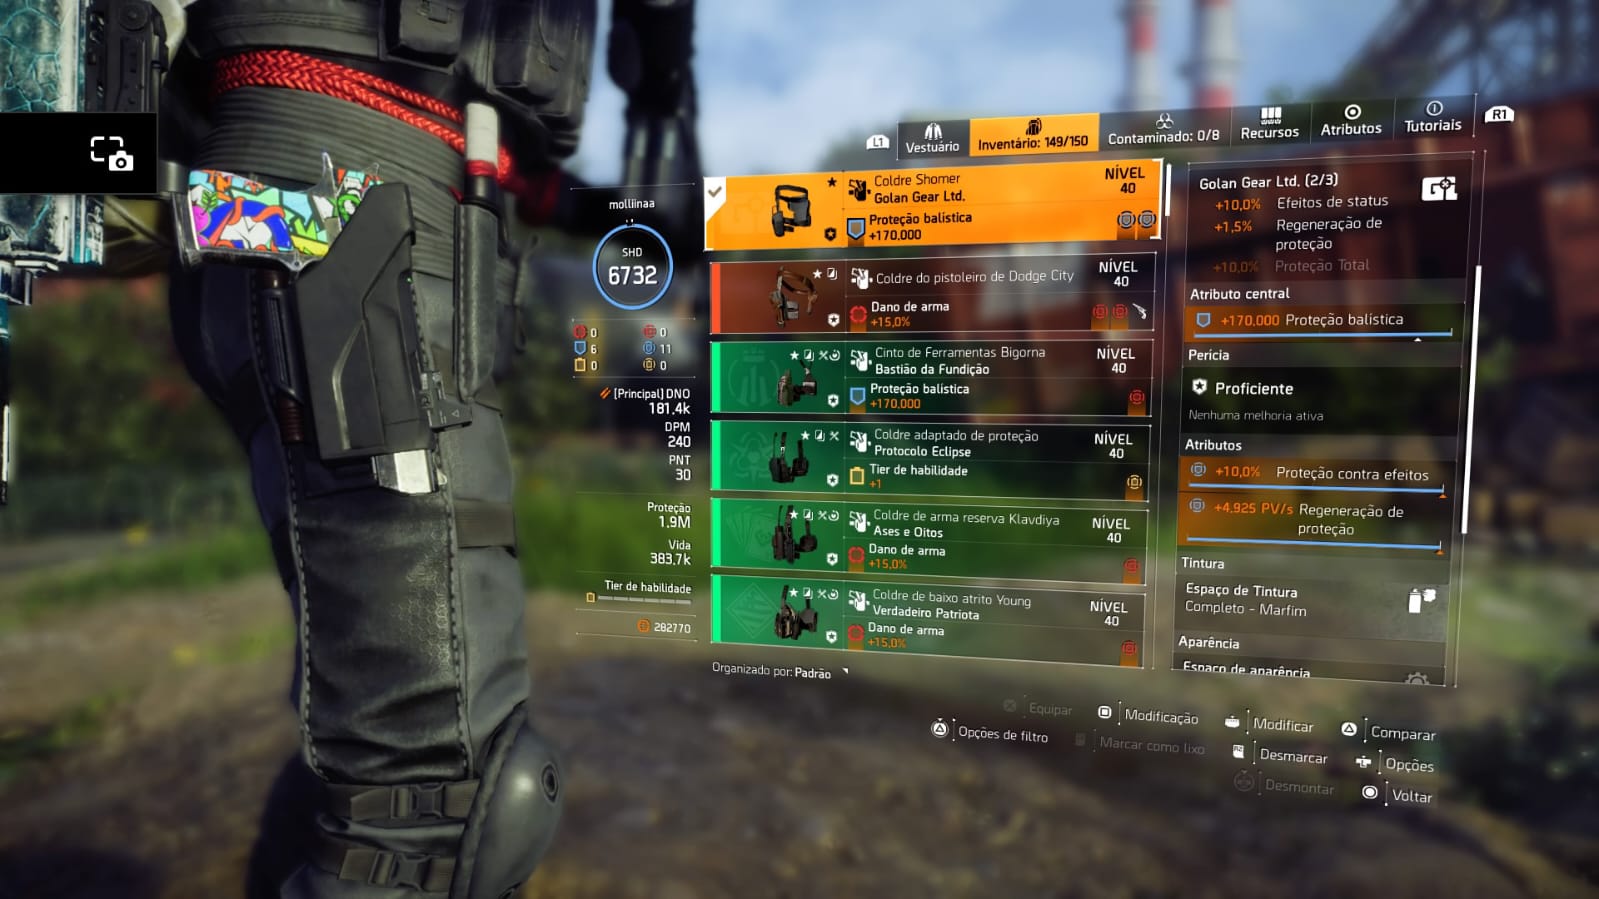 L1
Vestuário
Inventário: 149/150
Contaminado: 0/8
Recursos
Atributos
Tutoriais
R1
molliinaa
SHD
6732
0
0
6
11
0
0
[Principal] DNO
181,4k
DPM
240
PNT
30
Proteção
1.9M
Vida
383,7k
Tier de habilidade
282770
Coldre Shomer
Golan Gear Ltd.
NÍVEL
40
Proteção balística
+170,000
Coldre do pistoleiro de Dodge City
NÍVEL
40
Dano de arma
+15,0%
Cinto de Ferramentas Bigorna
Bastião da Fundição
NÍVEL
40
Proteção balística
+170,000
Coldre adaptado de proteção
Protocolo Eclipse
NÍVEL
40
Tier de habilidade
+1
Coldre de arma reserva Klavdiya
Ases e Oitos
NÍVEL
40
Dano de arma
+15,0%
Coldre de baixo atrito Young
Verdadeiro Patriota
NÍVEL
40
Dano de arma
+15,0%
Organizado por: Padrão
Golan Gear Ltd. (2/3)
+10,0% Efeitos de status
+1,5% Regeneração de
proteção
+10,0% Proteção Total
Atributo central
+170,000 Proteção balística
Perícia
Proficiente
Nenhuma melhoria ativa
Atributos
+10,0% Proteção contra efeitos
+4,925 PV/s Regeneração de
proteção
Tintura
Espaço de Tintura
Completo - Marfim
Aparência
Espaço de aparência
Equipar
Modificação
Modificar
Comparar
Opções de filtro
Marcar como lixo
Desmarcar
Opções
Desmontar
Voltar